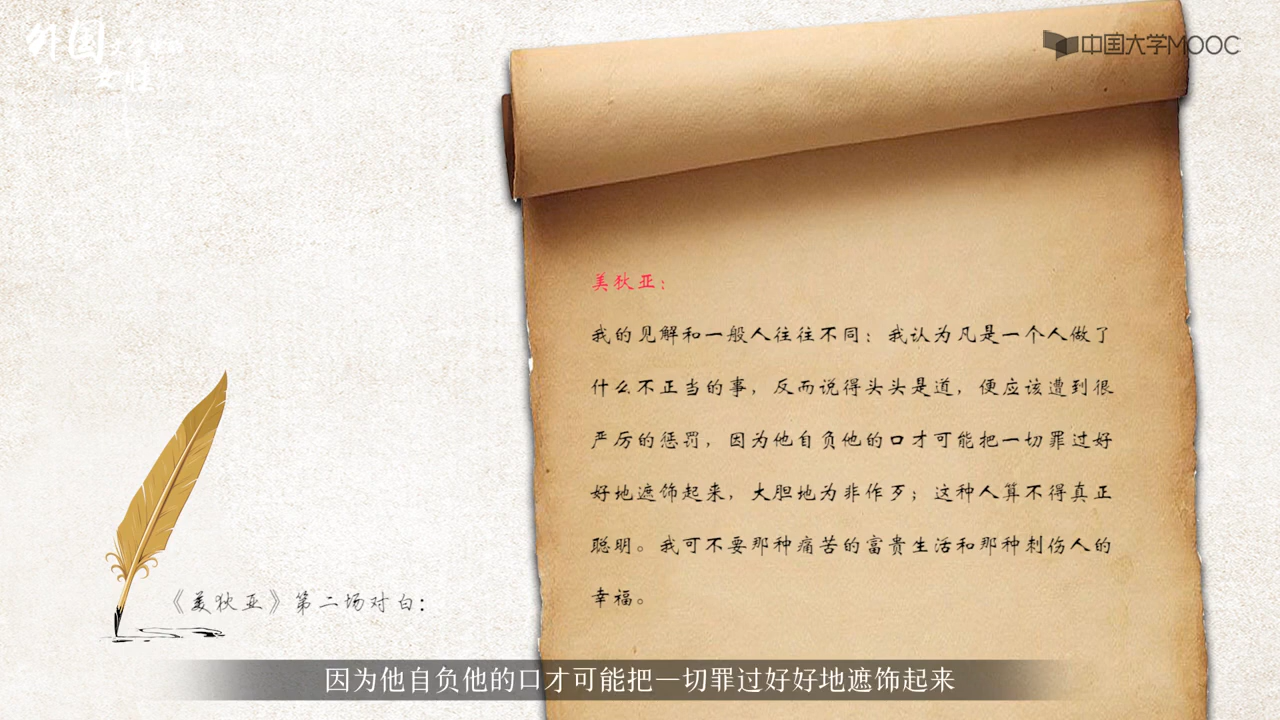 外国文学和
女性
中国大学MOOC
美狄亚：
我的见解和一般人往往不同：我认为凡是一个人做了
什么不正当的事，反而说得头头是道，便应该遭到很
严厉的惩罚，因为他自负他的口才可能把一切罪过好
好地遮饰起来，大胆地为非作歹；这种人算不得真正
聪明。我可不要那种痛苦的富贵生活和那种刺伤人的
幸福。
《美狄亚》第二场对白：
因为他自负他的口才可能把一切罪过好好地遮饰起来